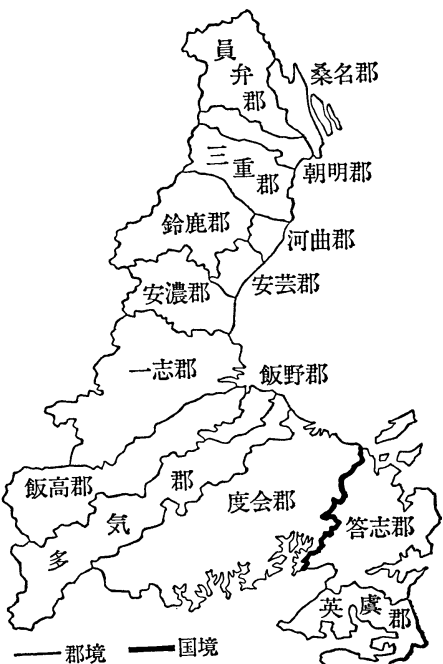 員弁郡
桑名郡
三重郡
朝明郡
鈴鹿郡
河曲郡
安芸郡
安濃郡
一志郡
飯野郡
飯高郡
多気郡
度会郡
答志郡
英虞郡
郡境
国境